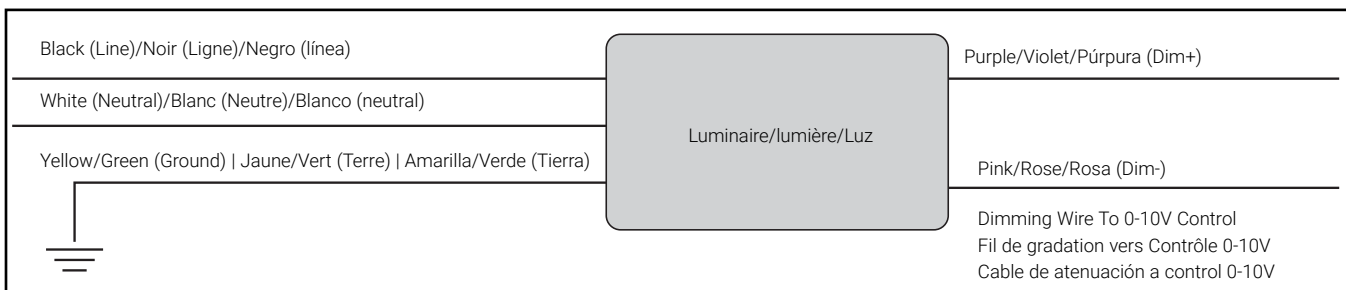 Black (Line)/Noir (Ligne)/Negro (línea)
White (Neutral)/Blanc (Neutre)/Blanco (neutral)
Yellow/Green (Ground) | Jaune/Vert (Terre) | Amarilla/Verde (Tierra)
Luminaire/lumière/Luz
Purple/Violet/Púrpura (Dim+)
Pink/Rose/Rosa (Dim-)
Dimming Wire To 0-10V Control
Fil de gradation vers Contrôle 0-10V
Cable de atenuación a control 0-10V